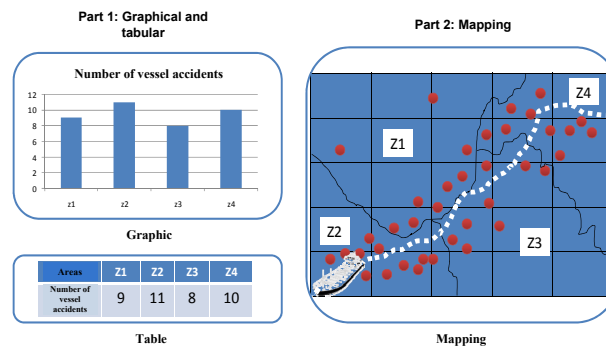 Part 1: Graphical and
tabular
Number of vessel accidents
12
10
8
6
4
2
0
z1 z2 z3 z4
Graphic
Areas Z1 Z2 Z3 Z4
Number of
vessel
accidents 9 11 8 10
Table
Part 2: Mapping
Z4
Z1
Z2
Z3
Mapping